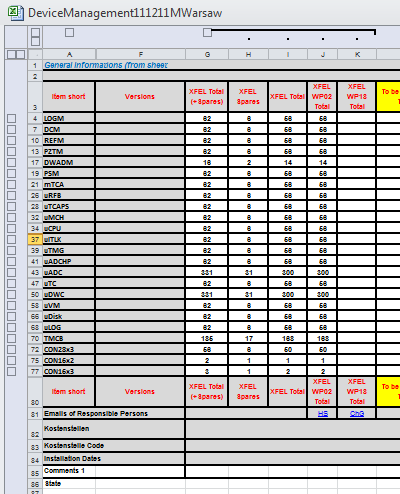 DeviceManagement111211MWarsaw
A F G H I J K
1 General Informations (from sheet
2
3 Item short Versions XFEL Total (+Spares) XFEL Spares XFEL Total XFEL WP02 Total XFEL WP18 Total To be
4 LOGM 62 6 56 56
7 DCM 62 6 56 56
10 REFM 62 6 56 56
13 PZTM 62 6 56 56
17 DWADM 16 2 14 14
19 PSM 62 6 56 56
21 mTCA 62 6 56 56
26 uRFB 62 6 56 56
28 uTCAPS 62 6 56 56
32 uMCH 62 6 56 56
34 uCPU 62 6 56 56
37 uITLK 62 6 56 56
39 uTMG 62 6 56 56
41 uADCHP 62 6 56 56
43 uADC 331 31 300 300
47 uTC 62 6 56 56
50 uDWC 331 31 300 300
58 uVM 62 6 56 56
66 uDisk 62 6 56 56
68 uLOG 62 6 56 56
70 TMCB 185 17 168 168
72 CON28x3 56 6 50 50
75 CON16x2 2 1 1 1
77 CON16x3 3 1 2 2
80 Item short Versions XFEL Total (+Spares) XFEL Spares XFEL Total XFEL WP02 Total XFEL WP18 Total To be
81 Emails of Responsible Persons HS ChG
82 Kostenstellen
83 Kostenstelle Code
84 Installation Dates
85 Comments 1
86 State